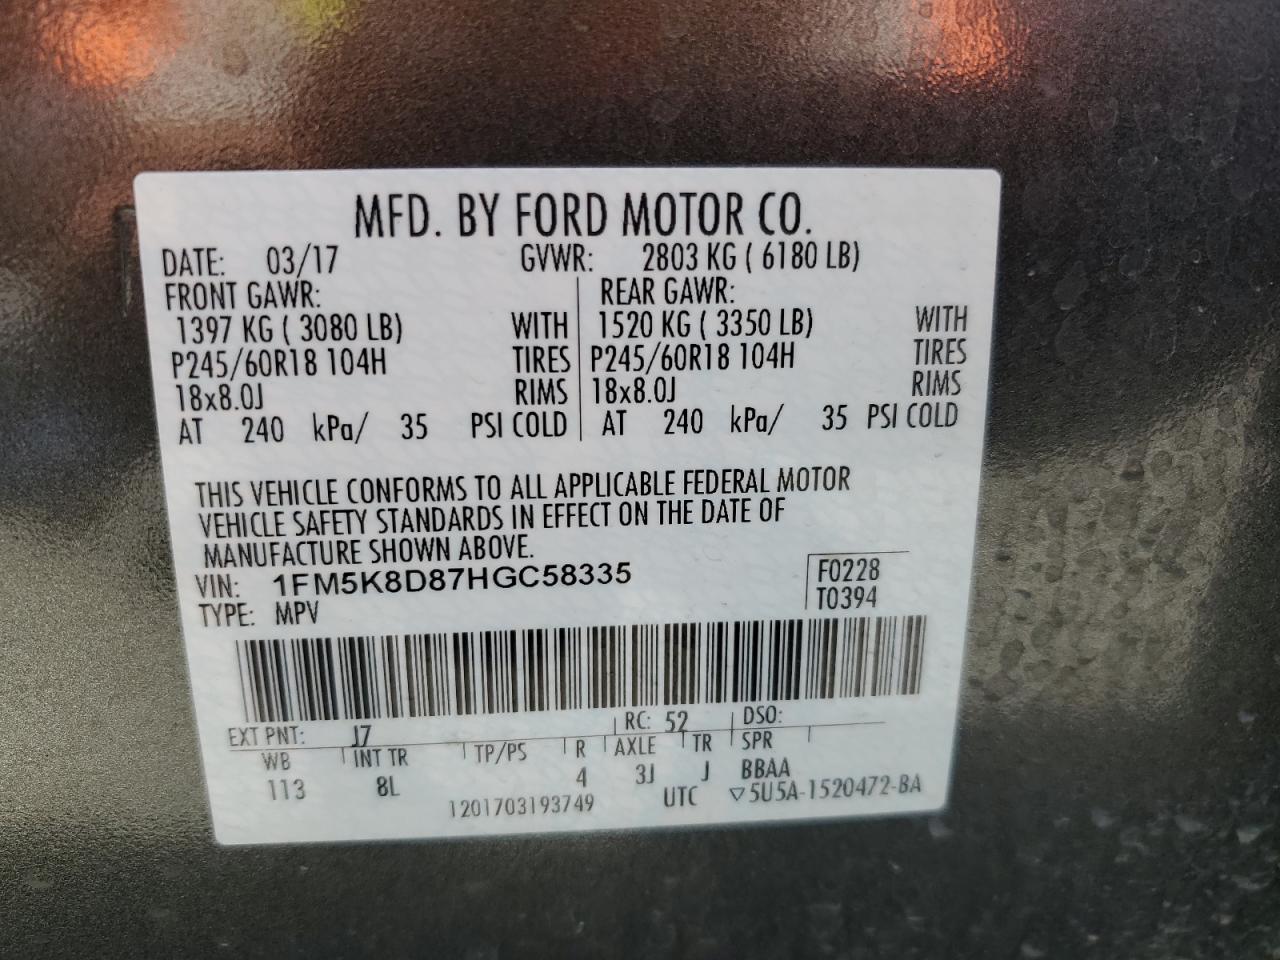 MFD. BY FORD MOTOR CO.
DATE: 03/17 GVWR: 2803 KG ( 6180 LB)
FRONT GAWR: REAR GAWR:
1397 KG ( 3080 LB) WITH 1520 KG ( 3350 LB) WITH
P245/60R18 104H TIRES P245/60R18 104H TIRES
18x8.0J RIMS 18x8.0J RIMS
AT 240 kPa/ 35 PSI COLD AT 240 kPa/ 35 PSI COLD
THIS VEHICLE CONFORMS TO ALL APPLICABLE FEDERAL MOTOR
VEHICLE SAFETY STANDARDS IN EFFECT ON THE DATE OF
MANUFACTURE SHOWN ABOVE.
VIN: 1FM5K8D87HGC58335 F0228
TYPE: MPV T0394
EXT PNT: J7 RC: 52 DSO:
WB INT TR TP/PS R AXLE TR SPR
113 8L 4 3J J BBAA
1201703193749 UTC ▽5U5A-1520472-BA